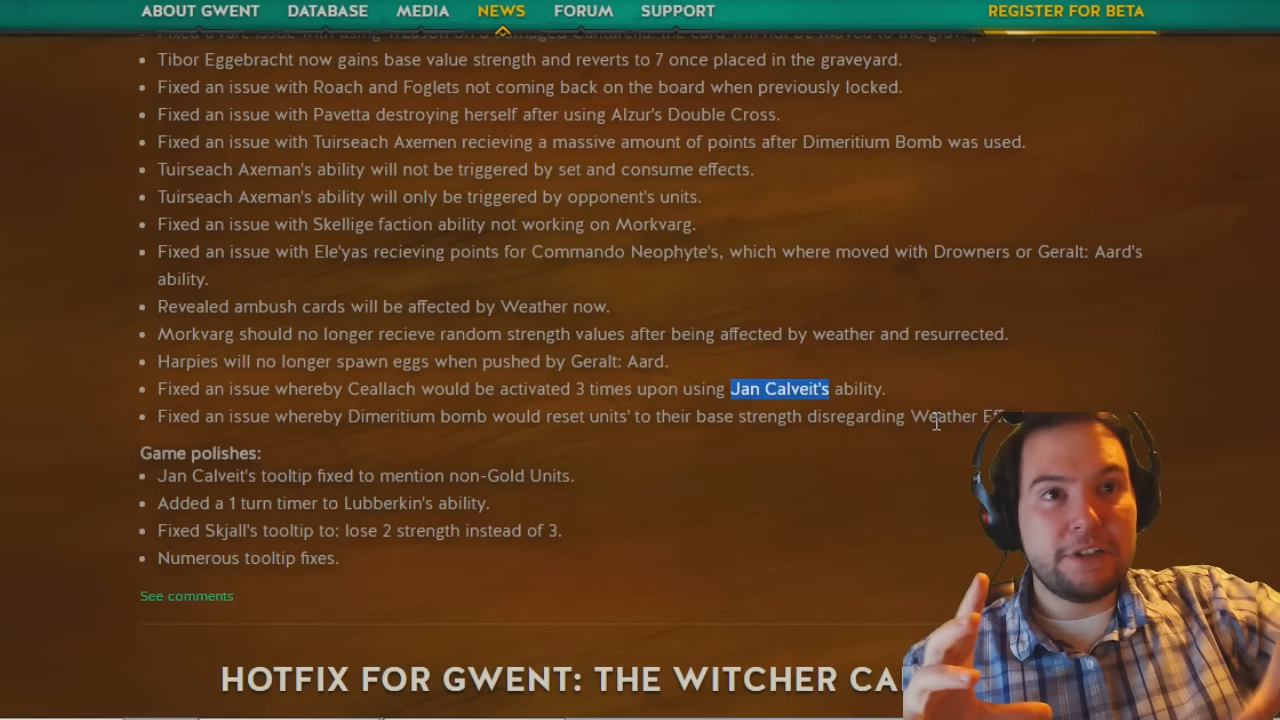 ABOUT GWENT DATABASE MEDIA NEWS FORUM SUPPORT REGISTER FOR BETA
Tibor Eggebracht now gains base value strength and reverts to 7 once placed in the graveyard.
Fixed an issue with Roach and Foglets not coming back on the board when previously locked.
Fixed an issue with Pavetta destroying herself after using Alzur's Double Cross.
Fixed an issue with Tuirseach Axemen recieving a massive amount of points after Dimeritium Bomb was used.
Tuirseach Axeman's ability will not be triggered by set and consume effects.
Tuirseach Axeman's ability will only be triggered by opponent's units.
Fixed an issue with Skellige faction ability not working on Morkvarg.
Fixed an issue with Ele'yas recieving points for Commando Neophyte's, which where moved with Drowners or Geralt: Aard's
ability.
Revealed ambush cards will be affected by Weather now.
Morkvarg should no longer recieve random strength values after being affected by weather and resurrected.
Harpies will no longer spawn eggs when pushed by Geralt: Aard.
Fixed an issue whereby Ceallach would be activated 3 times upon using Jan Calveit's ability.
Fixed an issue whereby Dimeritium bomb would reset units' to their base strength disregarding Weather
Game polishes:
Jan Calveit's tooltip fixed to mention non-Gold Units.
Added a 1 turn timer to Lubberkin's ability.
Fixed Skjall's tooltip to: lose 2 strength instead of 3.
Numerous tooltip fixes.
See comments
HOTFIX FOR GWENT: THE WITCHER CA